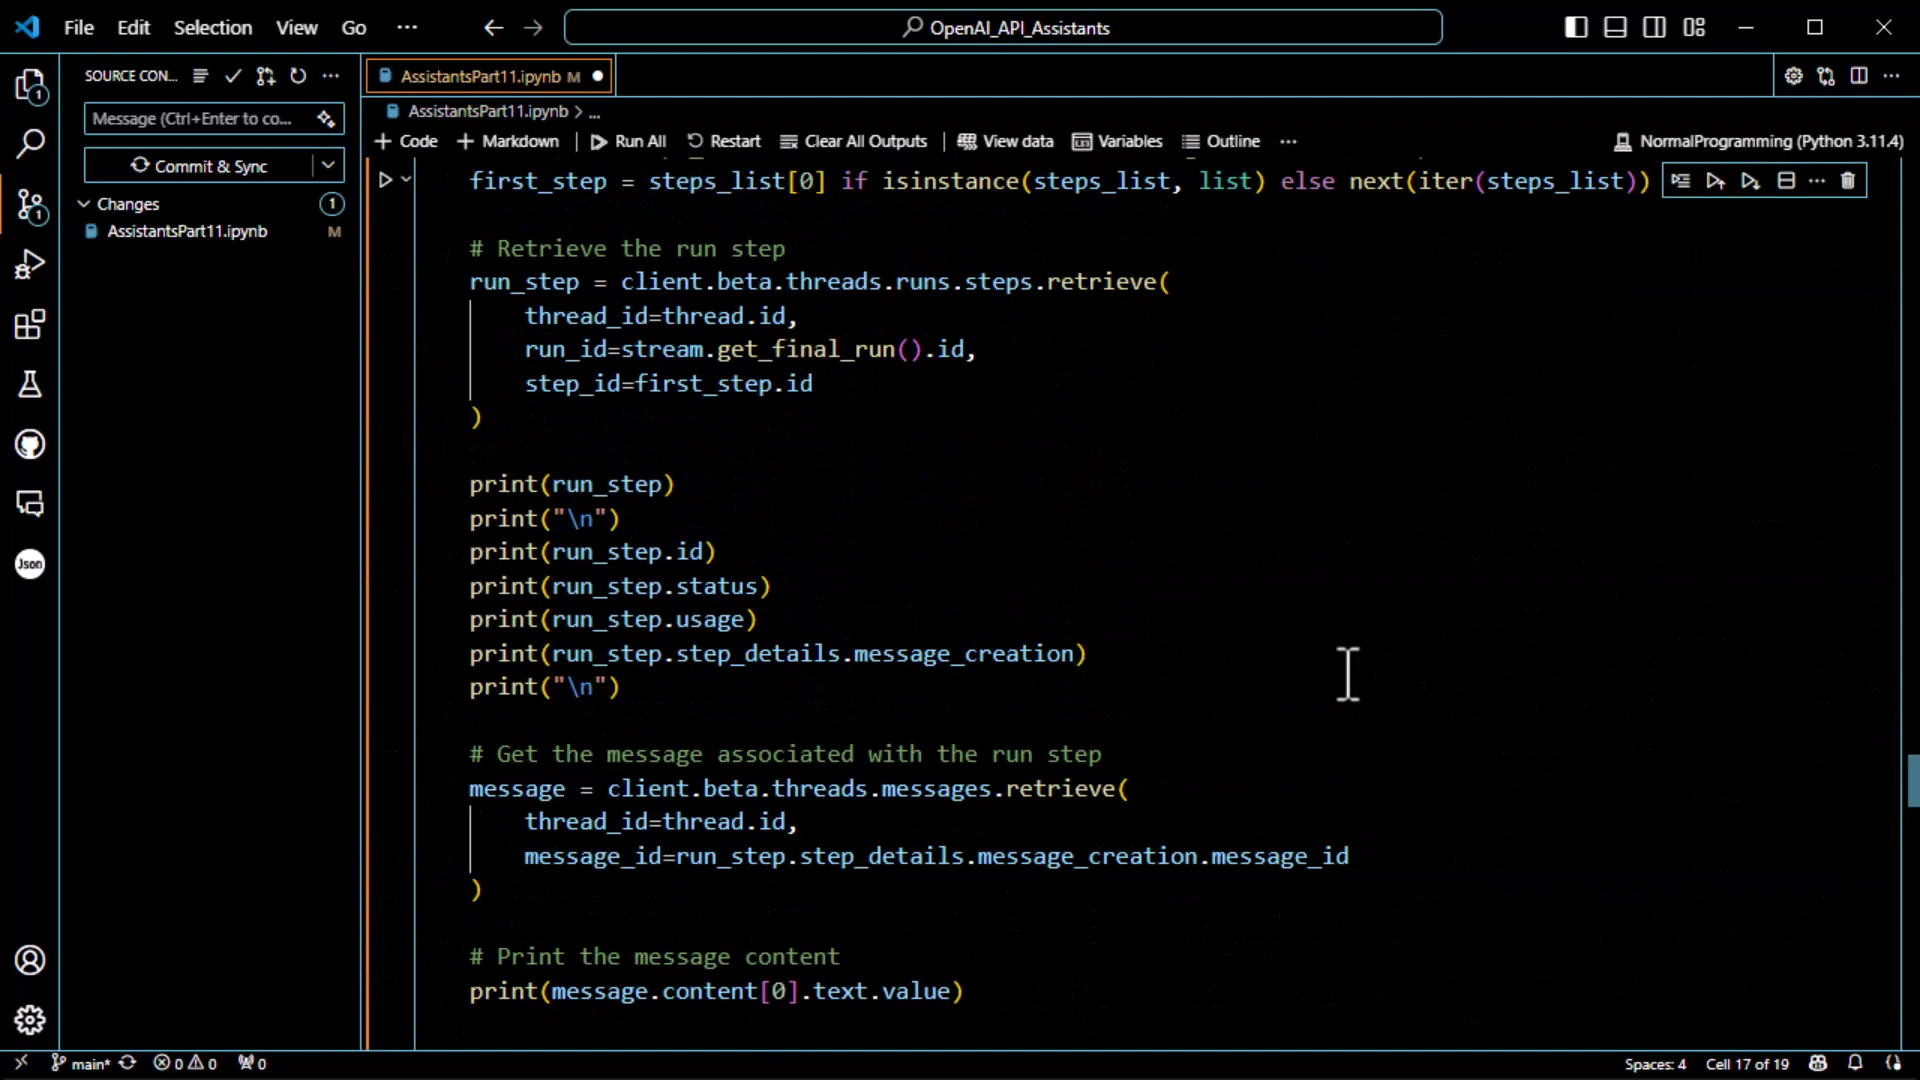 File Edit Selection View Go ··· OpenAI_API_Assistants
SOURCE CON... ···
AssistantsPart11.ipynb M
Message (Ctrl+Enter to co...
AssistantsPart11.ipynb > ...
+ Code + Markdown | Run All Restart Clear All Outputs | View data Variables Outline ··· NormalProgramming (Python 3.11.4)
Commit & Sync
Changes 1
AssistantsPart11.ipynb M
1
1
Json
first_step = steps_list[0] if isinstance(steps_list, list) else next(iter(steps_list))
# Retrieve the run step
run_step = client.beta.threads.runs.steps.retrieve(
thread_id=thread.id,
run_id=stream.get_final_run().id,
step_id=first_step.id
)
print(run_step)
print("\n")
print(run_step.id)
print(run_step.status)
print(run_step.usage)
print(run_step.step_details.message_creation)
print("\n")
# Get the message associated with the run step
message = client.beta.threads.messages.retrieve(
thread_id=thread.id,
message_id=run_step.step_details.message_creation.message_id
)
# Print the message content
print(message.content[0].text.value)
main* 0 0 0 Spaces: 4 Cell 17 of 19